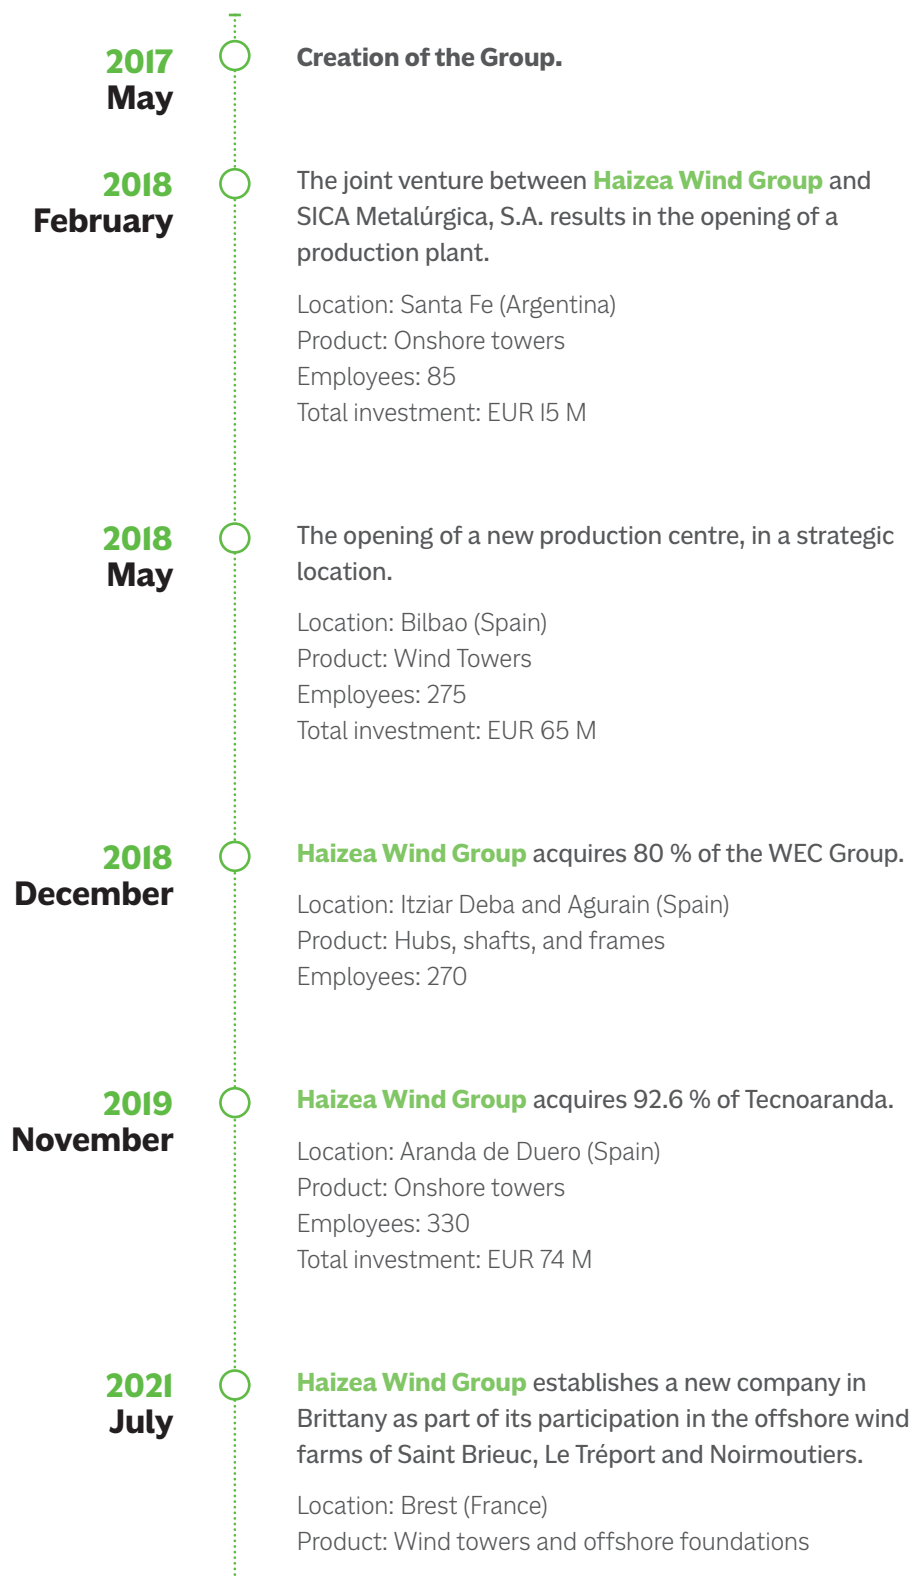 2017
May
Creation of the Group.
2018
February
The joint venture between Haizea Wind Group and
SICA Metalúrgica, S.A. results in the opening of a
production plant.
Location: Santa Fe (Argentina)
Product: Onshore towers
Employees: 85
Total investment: EUR 15 M
2018
May
The opening of a new production centre, in a strategic
location.
Location: Bilbao (Spain)
Product: Wind Towers
Employees: 275
Total investment: EUR 65 M
2018
December
Haizea Wind Group acquires 80 % of the WEC Group.
Location: Itziar Deba and Agurain (Spain)
Product: Hubs, shafts, and frames
Employees: 270
2019
November
Haizea Wind Group acquires 92.6 % of Tecnoaranda.
Location: Aranda de Duero (Spain)
Product: Onshore towers
Employees: 330
Total investment: EUR 74 M
2021
July
Haizea Wind Group establishes a new company in
Brittany as part of its participation in the offshore wind
farms of Saint Brieuc, Le Tréport and Noirmoutiers.
Location: Brest (France)
Product: Wind towers and offshore foundations